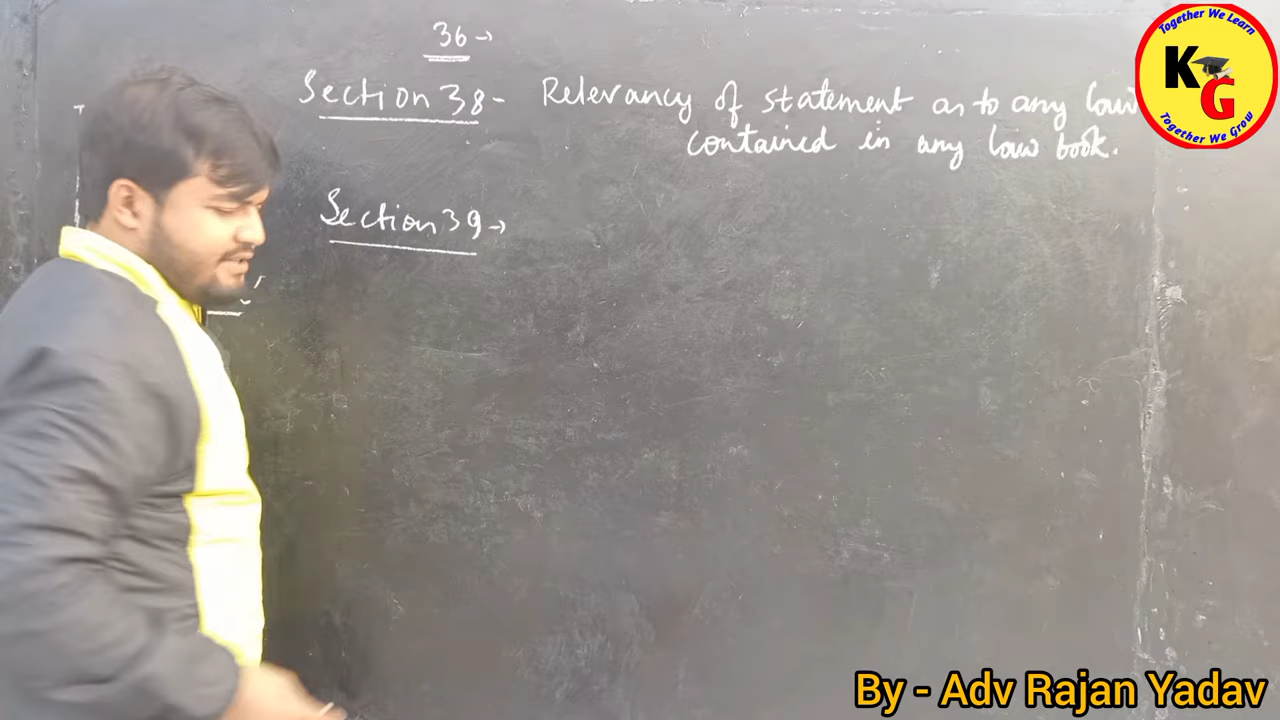 36→
Section 38- Relevancy of statement as to any law
contained in any law book.
Section 39→
Together We Learn
KG
Together We Grow
By - Adv Rajan Yadav